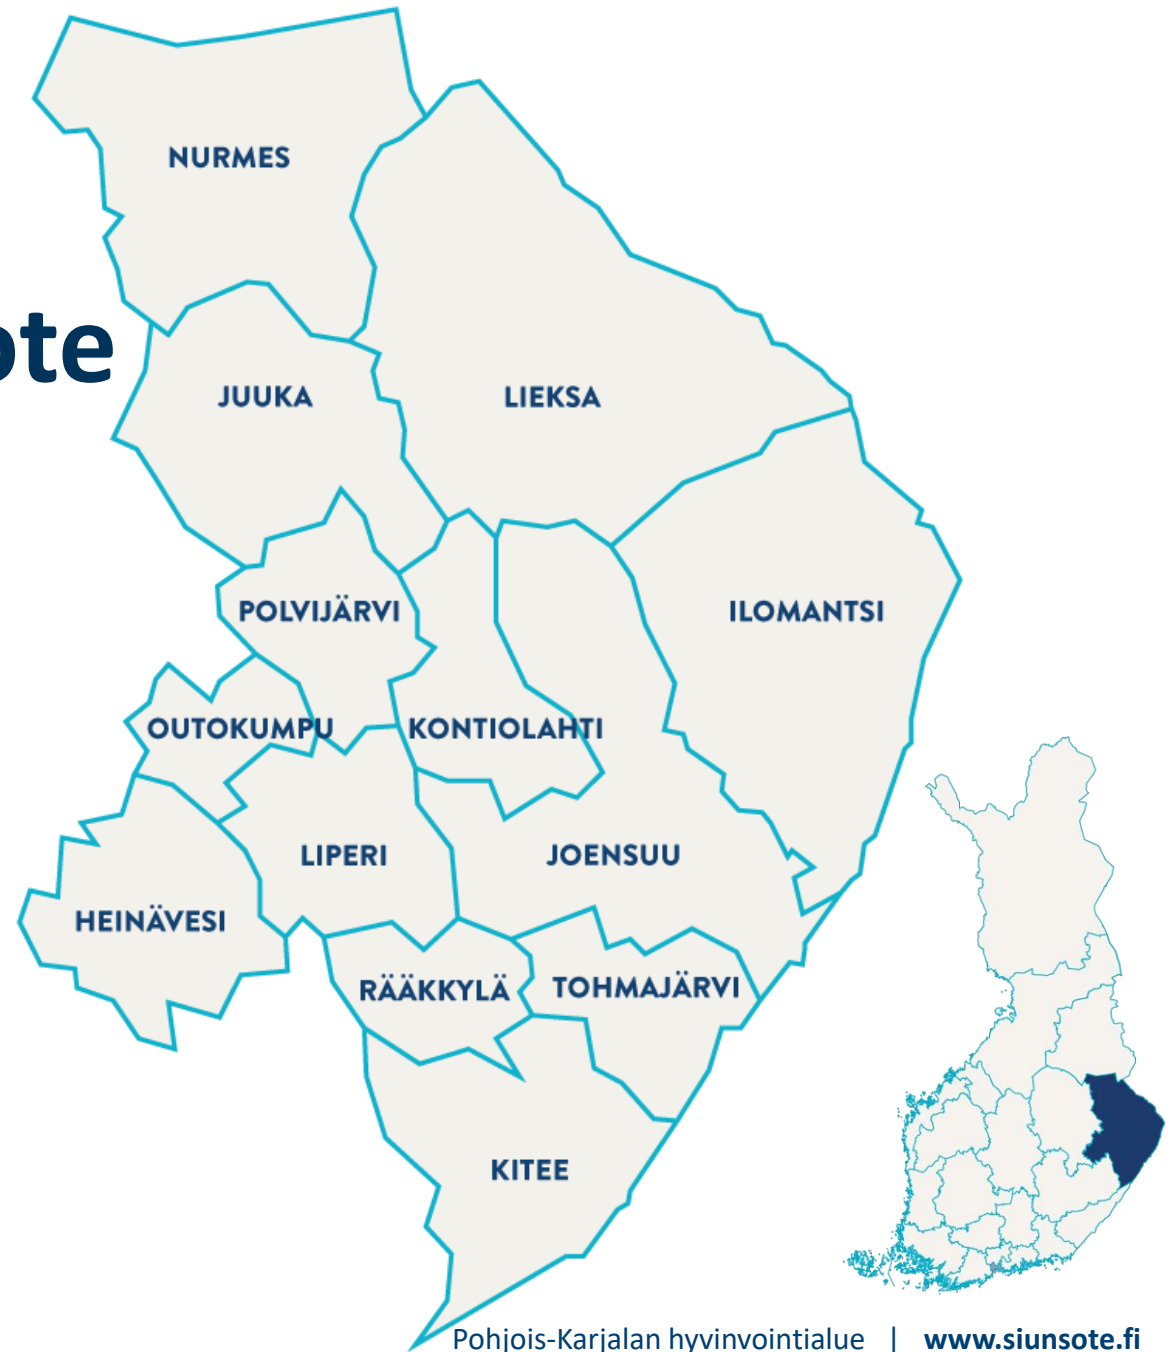 NURMES
ote
JUUKA
LIEKSA
POLVIJÄRVI
ILOMANTSI
OUTOKUMPU
KONTIOLAHTI
LIPERI
JOENSUU
HEINÄVESI
RÄÄKKYLÄ
TOHMAJÄRVI
KITEE
Pohjois-Karjalan hyvinvointialue | www.siunsote.fi